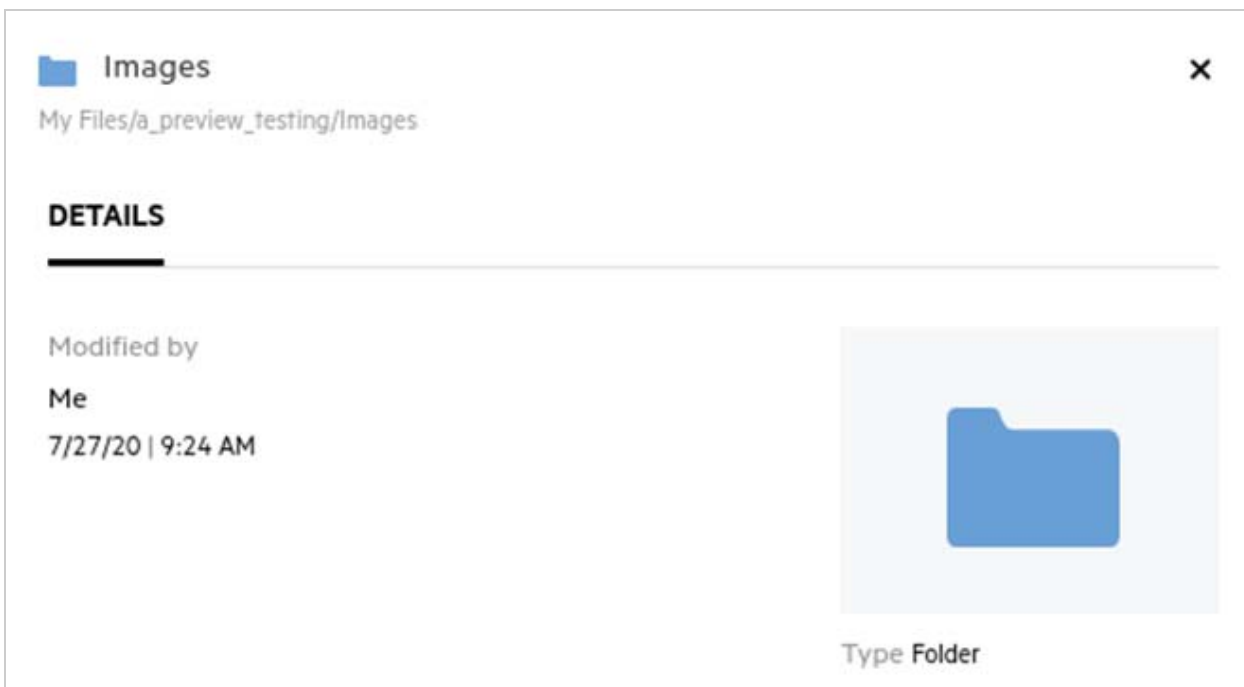 Images
My Files/a_preview_testing/Images
DETAILS
Modified by
Me
7/27/20 | 9:24 AM
Type Folder